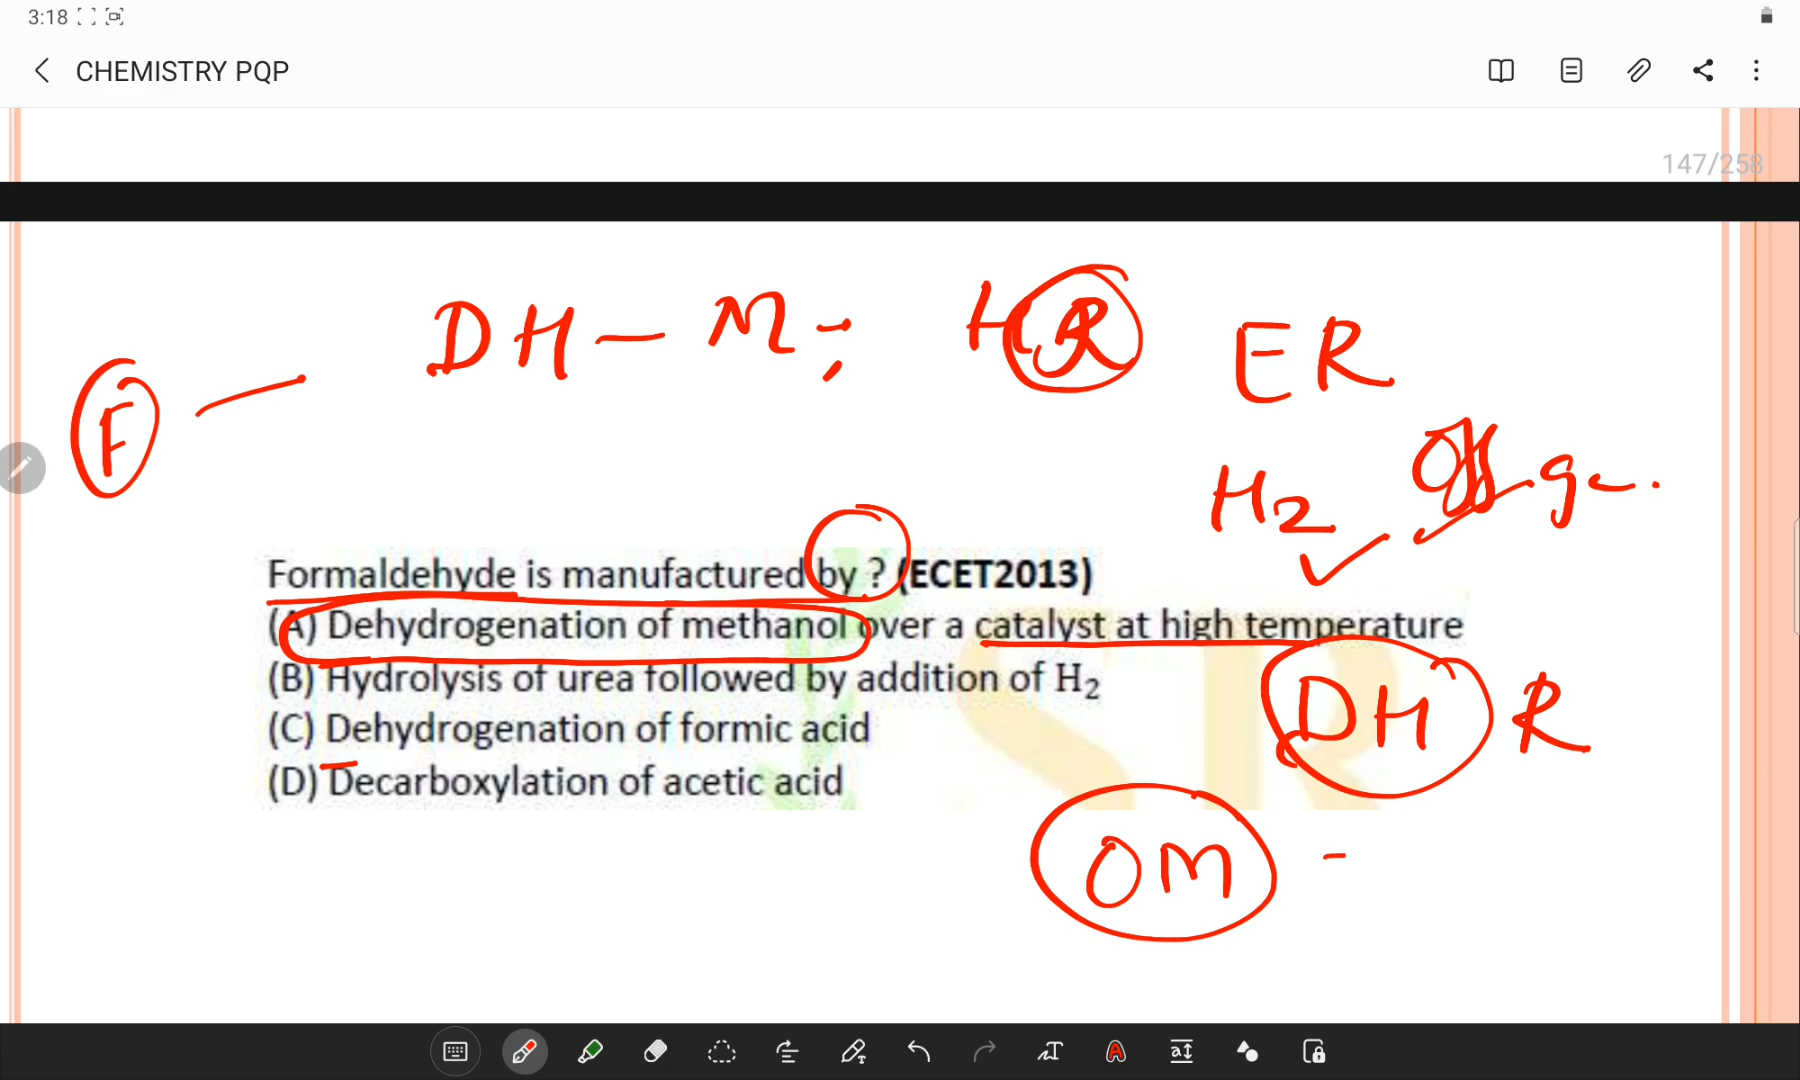 3:18
CHEMISTRY PQP
147/258
DH — M; HR ER
F —
H2 Off
Formaldehyde is manufactured by ? (ECET2013)
(A) Dehydrogenation of methanol over a catalyst at high temperature
(B) Hydrolysis of urea followed by addition of H₂
(C) Dehydrogenation of formic acid
(D) Decarboxylation of acetic acid
DH R
OM -